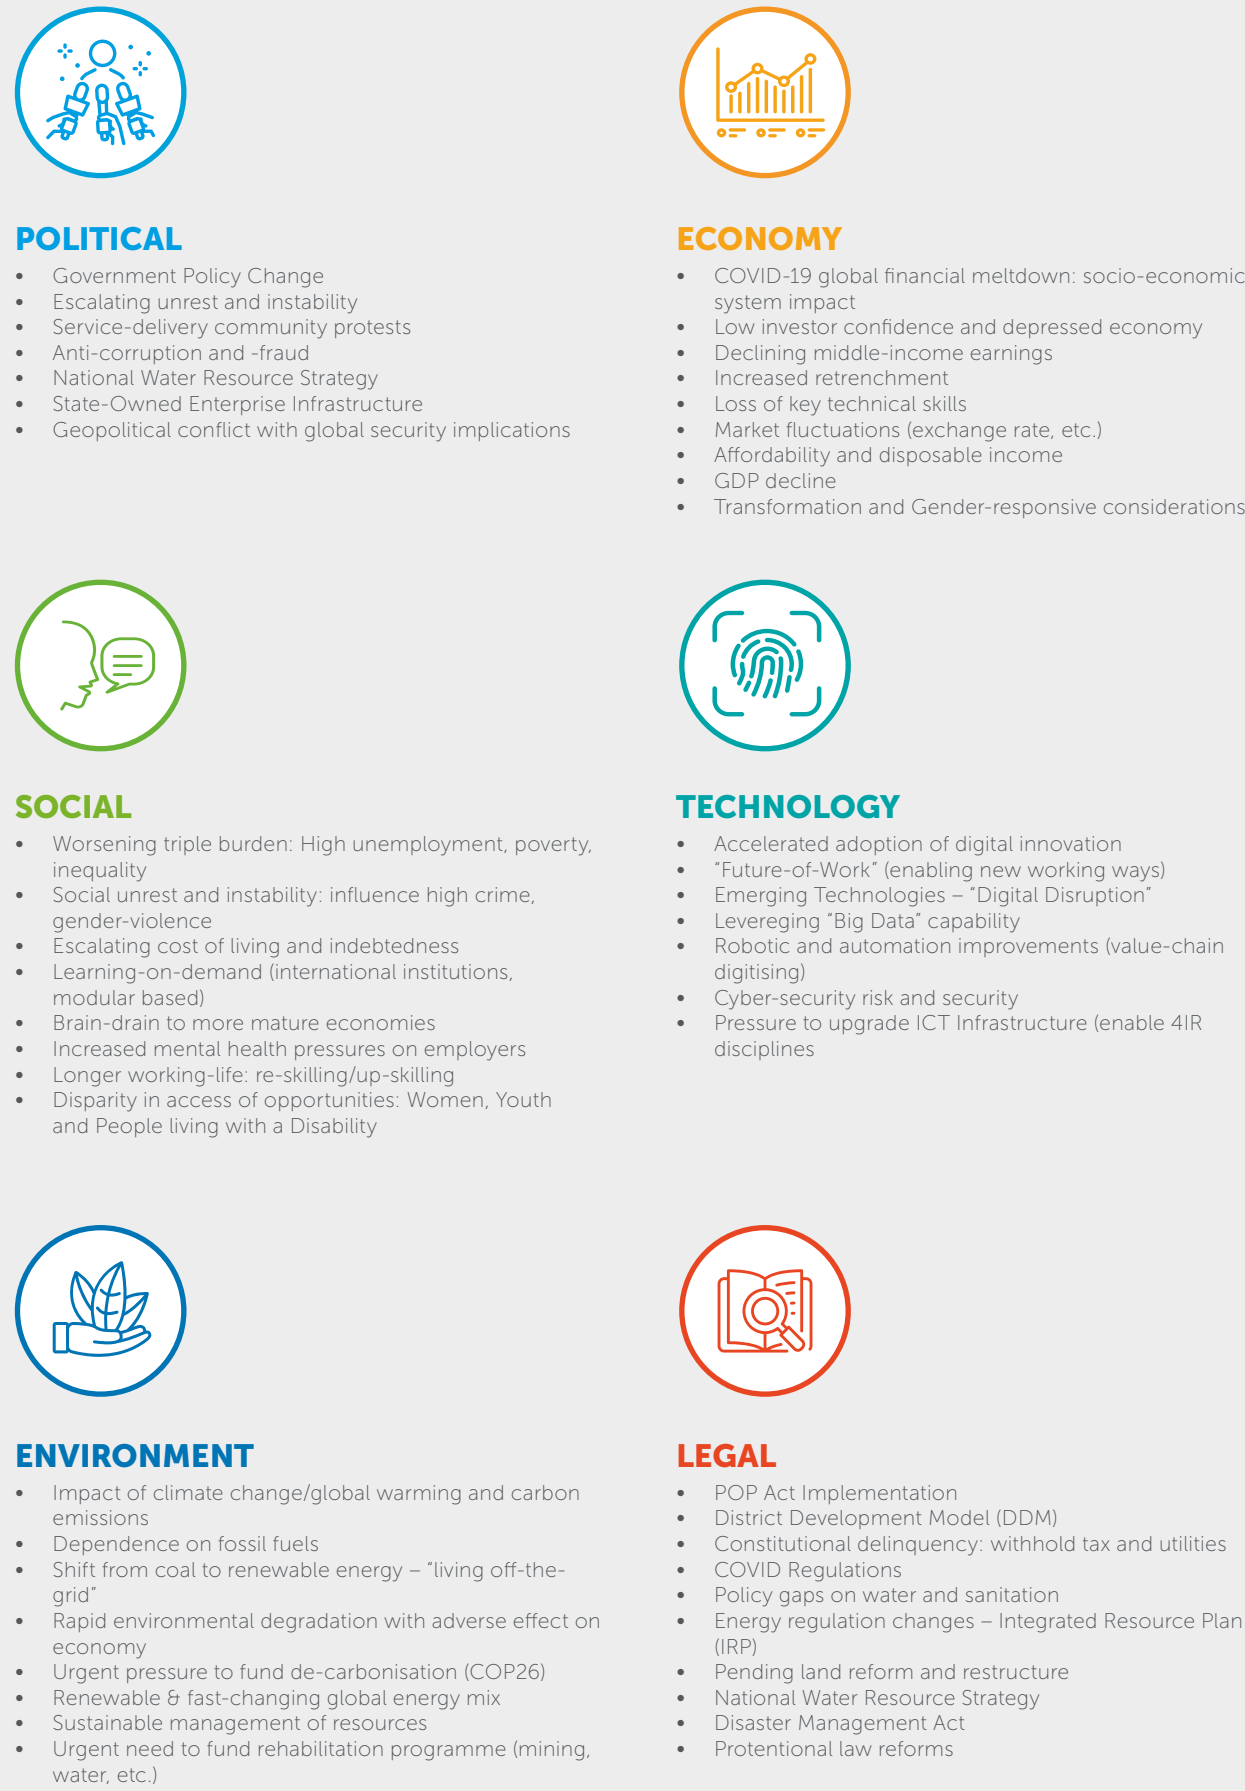 POLITICAL
• Government Policy Change
• Escalating unrest and instability
• Service-delivery community protests
• Anti-corruption and -fraud
• National Water Resource Strategy
• State-Owned Enterprise Infrastructure
• Geopolitical conflict with global security implications
ECONOMY
• COVID-19 global financial meltdown: socio-economic
system impact
• Low investor confidence and depressed economy
• Declining middle-income earnings
• Increased retrenchment
• Loss of key technical skills
• Market fluctuations (exchange rate, etc.)
• Affordability and disposable income
• GDP decline
• Transformation and Gender-responsive considerations
SOCIAL
• Worsening triple burden: High unemployment, poverty,
inequality
• Social unrest and instability: influence high crime,
gender-violence
• Escalating cost of living and indebtedness
• Learning-on-demand (international institutions,
modular based)
• Brain-drain to more mature economies
• Increased mental health pressures on employers
• Longer working-life: re-skilling/up-skilling
• Disparity in access of opportunities: Women, Youth
and People living with a Disability
TECHNOLOGY
• Accelerated adoption of digital innovation
• “Future-of-Work” (enabling new working ways)
• Emerging Technologies – “Digital Disruption”
• Levereging “Big Data” capability
• Robotic and automation improvements (value-chain
digitising)
• Cyber-security risk and security
• Pressure to upgrade ICT Infrastructure (enable 4IR
disciplines
ENVIRONMENT
• Impact of climate change/global warming and carbon
emissions
• Dependence on fossil fuels
• Shift from coal to renewable energy – “living off-the-
grid”
• Rapid environmental degradation with adverse effect on
economy
• Urgent pressure to fund de-carbonisation (COP26)
• Renewable & fast-changing global energy mix
• Sustainable management of resources
• Urgent need to fund rehabilitation programme (mining,
water, etc.)
LEGAL
• POP Act Implementation
• District Development Model (DDM)
• Constitutional delinquency: withhold tax and utilities
• COVID Regulations
• Policy gaps on water and sanitation
• Energy regulation changes – Integrated Resource Plan
(IRP)
• Pending land reform and restructure
• National Water Resource Strategy
• Disaster Management Act
• Protentional law reforms